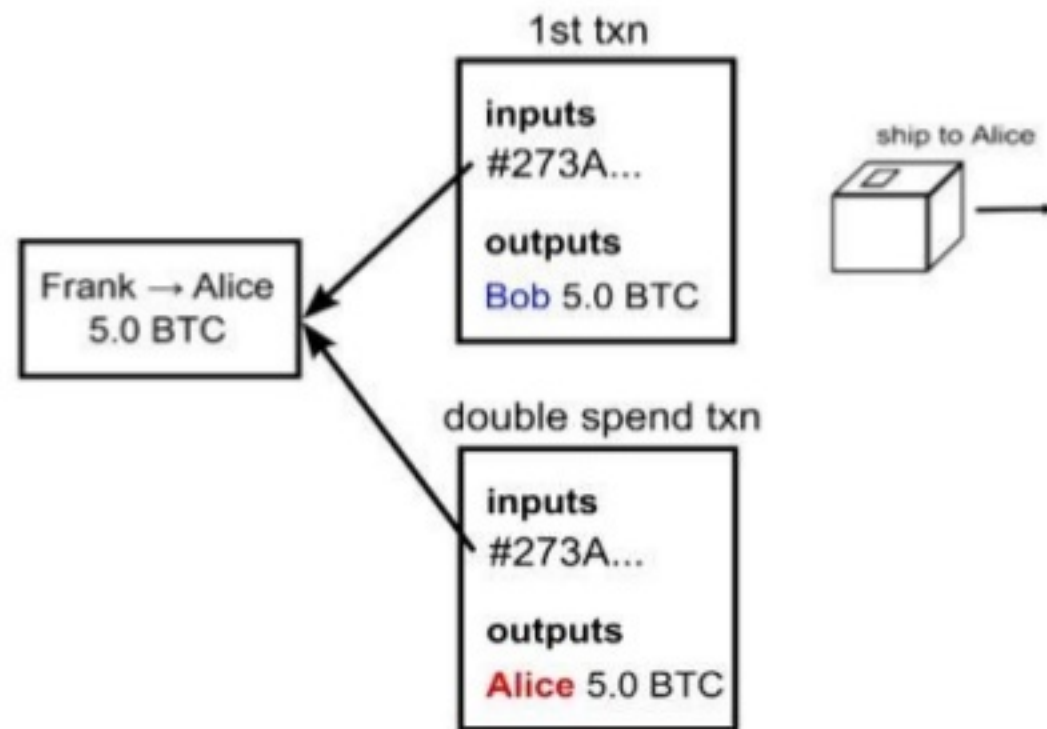 1st txn
inputs
#273A...
outputs
Bob 5.0 BTC
ship to Alice
Frank → Alice
5.0 BTC
double spend txn
inputs
#273A...
outputs
Alice 5.0 BTC